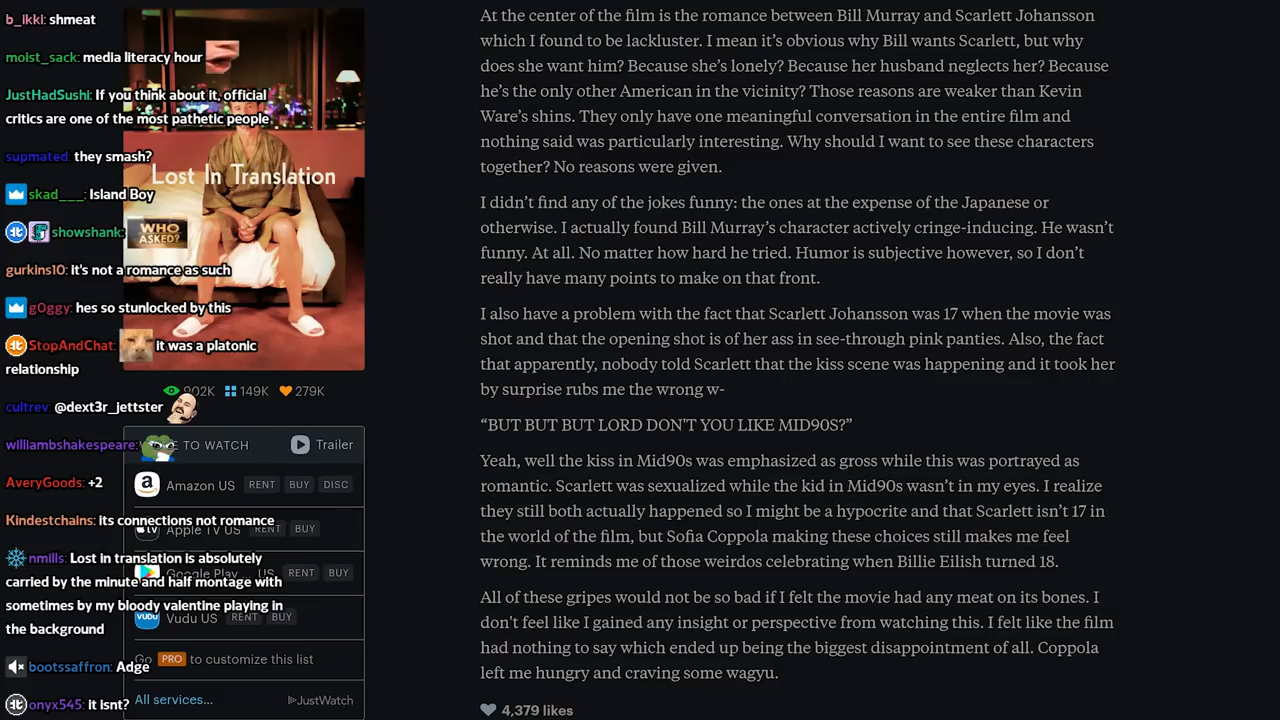 b_ikki: shmeat
moist_sack: media literacy hour
JustHadSushi: If you think about it, official
critics are one of the most pathetic people
supmated: they smash?
Lost In Translation
skad___: Island Boy
showshank: WHO ASKED?
gurkins10: it's not a romance as such
g0ggy: hes so stunlocked by this
StopAndChat: it was a platonic
relationship
902K 149K 279K
cultrev: @dext3r_jettster
williambshakespeare:
TO WATCH Trailer
AveryGoods: +2
Amazon US RENT BUY DISC
Kindestchains: its connections not romance
Apple TV US RENT BUY
nmills: Lost in translation is absolutely
carried by the minute and half montage with
sometimes by my bloody valentine playing in
the background
Google Play US RENT BUY
Vudu US RENT BUY
Go PRO to customize this list
bootssaffron: Adge
All services... JustWatch
onyx545: it isnt?
At the center of the film is the romance between Bill Murray and Scarlett Johansson
which I found to be lackluster. I mean it’s obvious why Bill wants Scarlett, but why
does she want him? Because she’s lonely? Because her husband neglects her? Because
he’s the only other American in the vicinity? Those reasons are weaker than Kevin
Ware’s shins. They only have one meaningful conversation in the entire film and
nothing said was particularly interesting. Why should I want to see these characters
together? No reasons were given.
I didn’t find any of the jokes funny: the ones at the expense of the Japanese or
otherwise. I actually found Bill Murray’s character actively cringe-inducing. He wasn’t
funny. At all. No matter how hard he tried. Humor is subjective however, so I don’t
really have many points to make on that front.
I also have a problem with the fact that Scarlett Johansson was 17 when the movie was
shot and that the opening shot is of her ass in see-through pink panties. Also, the fact
that apparently, nobody told Scarlett that the kiss scene was happening and it took her
by surprise rubs me the wrong w-
“BUT BUT BUT LORD DON’T YOU LIKE MID90S?”
Yeah, well the kiss in Mid90s was emphasized as gross while this was portrayed as
romantic. Scarlett was sexualized while the kid in Mid90s wasn’t in my eyes. I realize
they still both actually happened so I might be a hypocrite and that Scarlett isn’t 17 in
the world of the film, but Sofia Coppola making these choices still makes me feel
wrong. It reminds me of those weirdos celebrating when Billie Eilish turned 18.
All of these gripes would not be so bad if I felt the movie had any meat on its bones. I
don't feel like I gained any insight or perspective from watching this. I felt like the film
had nothing to say which ended up being the biggest disappointment of all. Coppola
left me hungry and craving some wagyu.
4,379 likes